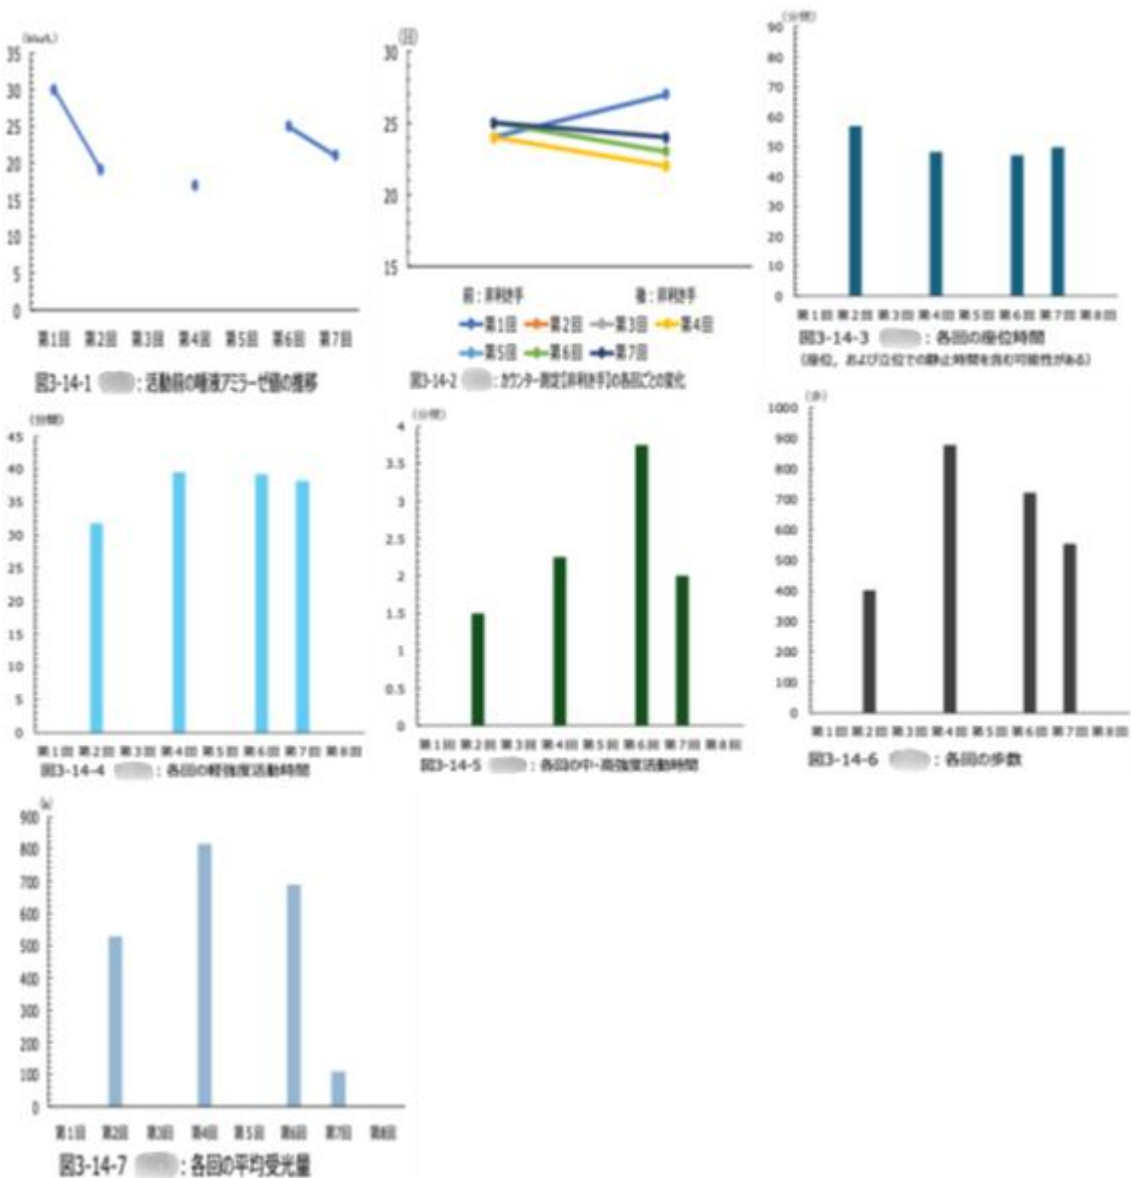 (KIU/L)
35
30
25
20
15
10
5
0
第1回 第2回 第3回 第4回 第5回 第6回 第7回
図3-14-1 : 活動前の唾液アミラーゼ値の推移
(回)
30
25
20
15
前：非利き手 後：非利き手
第1回 第2回 第3回 第4回
第5回 第6回 第7回
図3-14-2 : カウンター測定【非利き手】の各回ごとの変化
(分間)
90
80
70
60
50
40
30
20
10
0
第1回 第2回 第3回 第4回 第5回 第6回 第7回 第8回
図3-14-3 : 各回の座位時間
(座位，および立位での静止時間を含む可能性がある)
(分間)
45
40
35
30
25
20
15
10
5
0
第1回 第2回 第3回 第4回 第5回 第6回 第7回 第8回
図3-14-4 : 各回の軽強度活動時間
(分間)
4
3.5
3
2.5
2
1.5
1
0.5
0
第1回 第2回 第3回 第4回 第5回 第6回 第7回 第8回
図3-14-5 : 各回の中・高強度活動時間
(歩)
1000
900
800
700
600
500
400
300
200
100
0
第1回 第2回 第3回 第4回 第5回 第6回 第7回 第8回
図3-14-6 : 各回の歩数
900
800
700
600
500
400
300
200
100
0
第1回 第2回 第3回 第4回 第5回 第6回 第7回 第8回
図3-14-7 : 各回の平均受光量